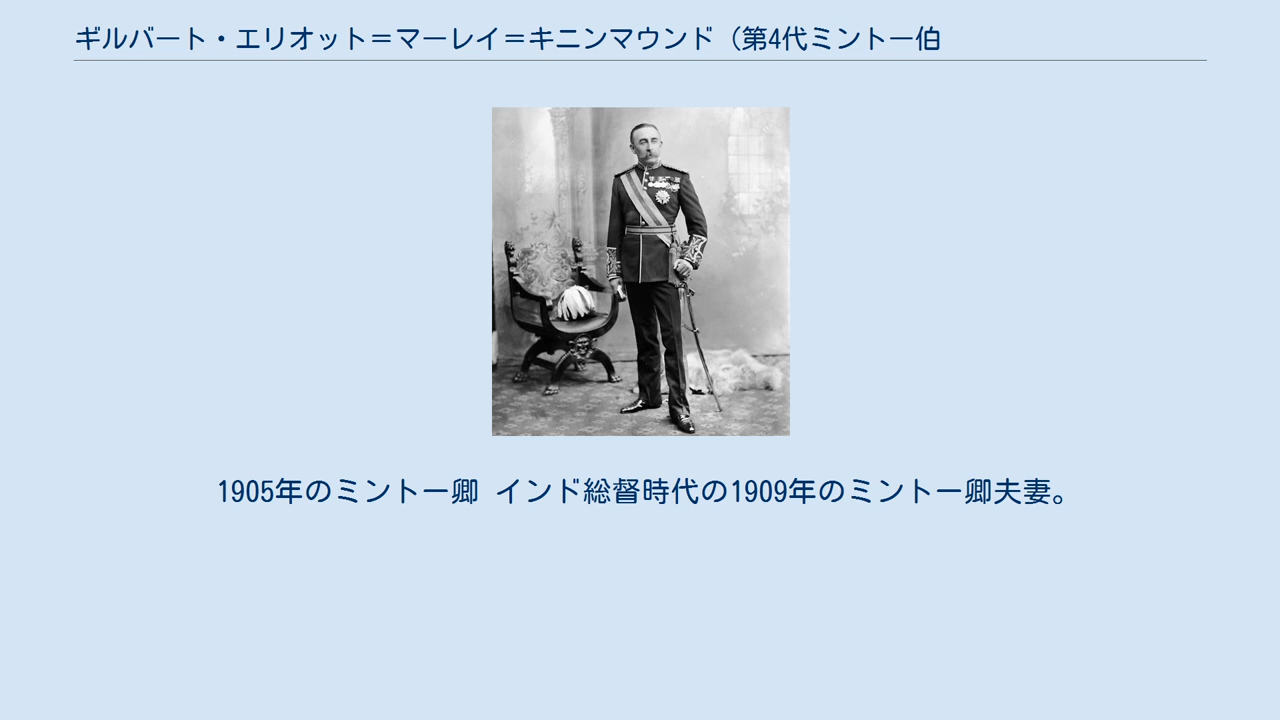 ギルバート・エリオット＝マーレイ＝キニンマウンド（第4代ミントー伯
1905年のミントー卿 インド総督時代の1909年のミントー卿夫妻。